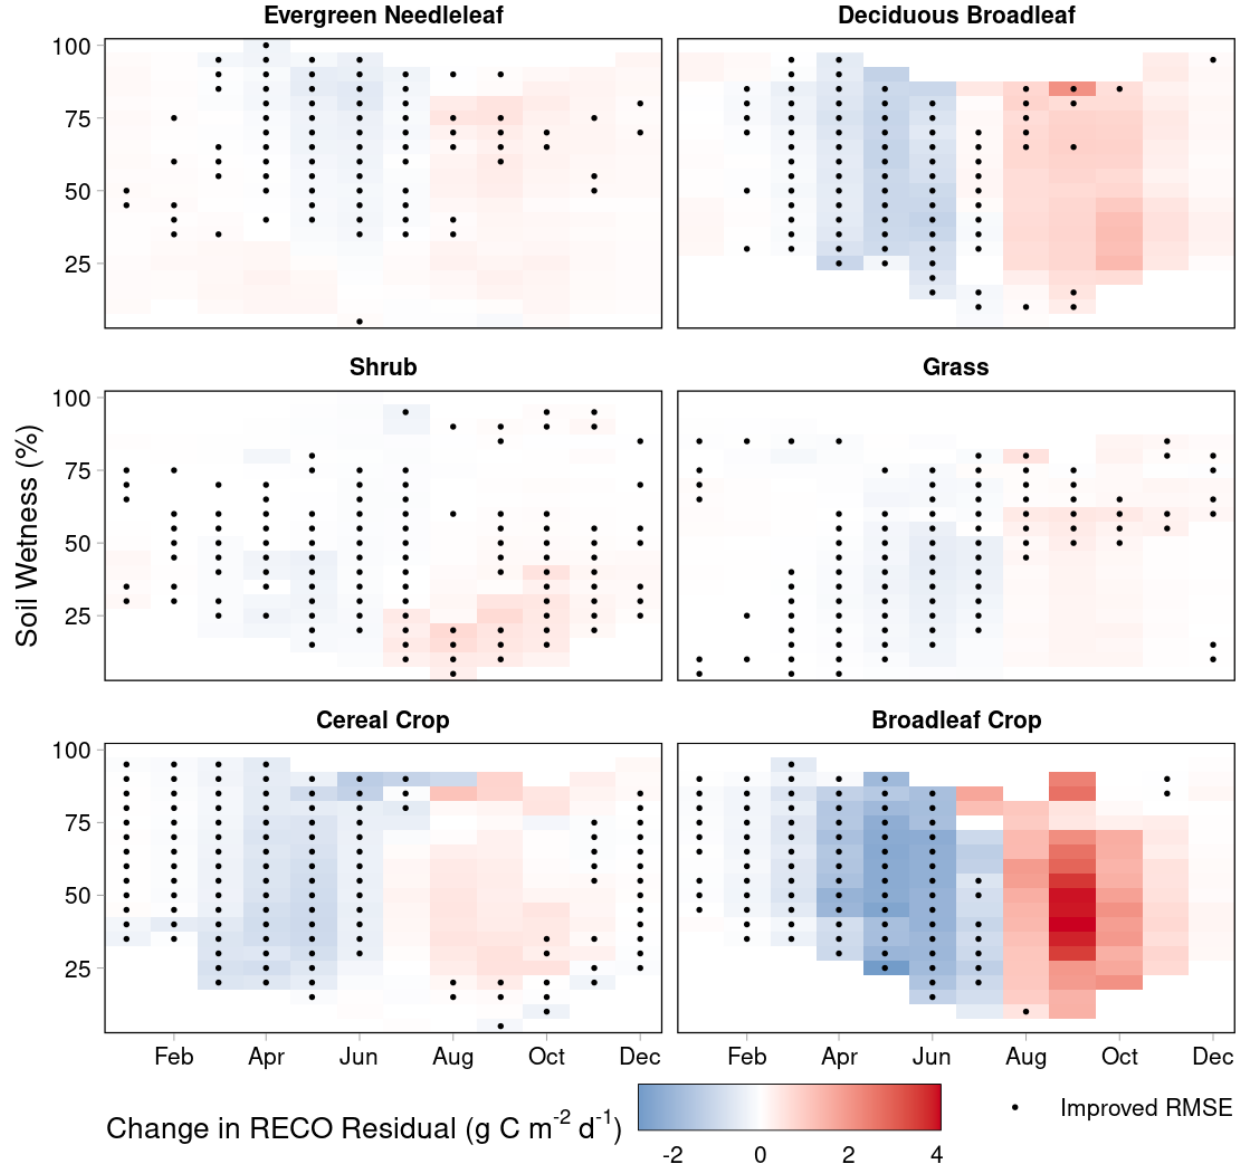 Evergreen Needleleaf
Deciduous Broadleaf
100
75
50
25
Shrub
Grass
Soil Wetness (%)
100
75
50
25
Cereal Crop
Broadleaf Crop
100
75
50
25
Feb Apr Jun Aug Oct Dec
Feb Apr Jun Aug Oct Dec
Change in RECO Residual (g C m⁻² d⁻¹)
-2 0 2 4
Improved RMSE